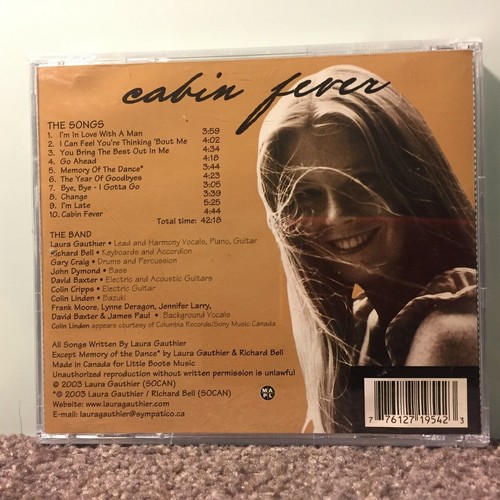 cabin fever
THE SONGS
1. I'm In Love With A Man 3:59
2. I Can Feel You're Thinking 'Bout Me 4:02
3. You Bring The Best Out In Me 4:34
4. Go Ahead 4:18
5. Memory Of The Dance* 3:44
6. The Year Of Goodbyes 4:23
7. Bye, Bye - I Gotta Go 3:05
8. Change 3:39
9. I'm Late 5:25
10. Cabin Fever 4:44
Total time: 42:18
THE BAND
Laura Gauthier • Lead and Harmony Vocals, Piano, Guitar
Richard Bell • Keyboards and Accordion
Gary Craig • Drums and Percussion
John Dymond • Bass
David Baxter • Electric and Acoustic Guitars
Colin Cripps • Electric Guitar
Colin Linden • Bazuki
Frank Moore, Lynne Deragon, Jennifer Larry,
David Baxter & James Paul • Background Vocals
Colin Linden appears courtesy of Columbia Records/Sony Music Canada
All Songs Written By Laura Gauthier
Except Memory of the Dance* by Laura Gauthier & Richard Bell
Made in Canada for Little Boots Music
Unauthorized reproduction without written permission is unlawful
© 2003 Laura Gauthier (SOCAN)
*© 2003 Laura Gauthier / Richard Bell (SOCAN)
Website: www.lauragauthier.com
E-mail: lauragauthier@sympatico.ca
MA
PL
7 76127 19542 3